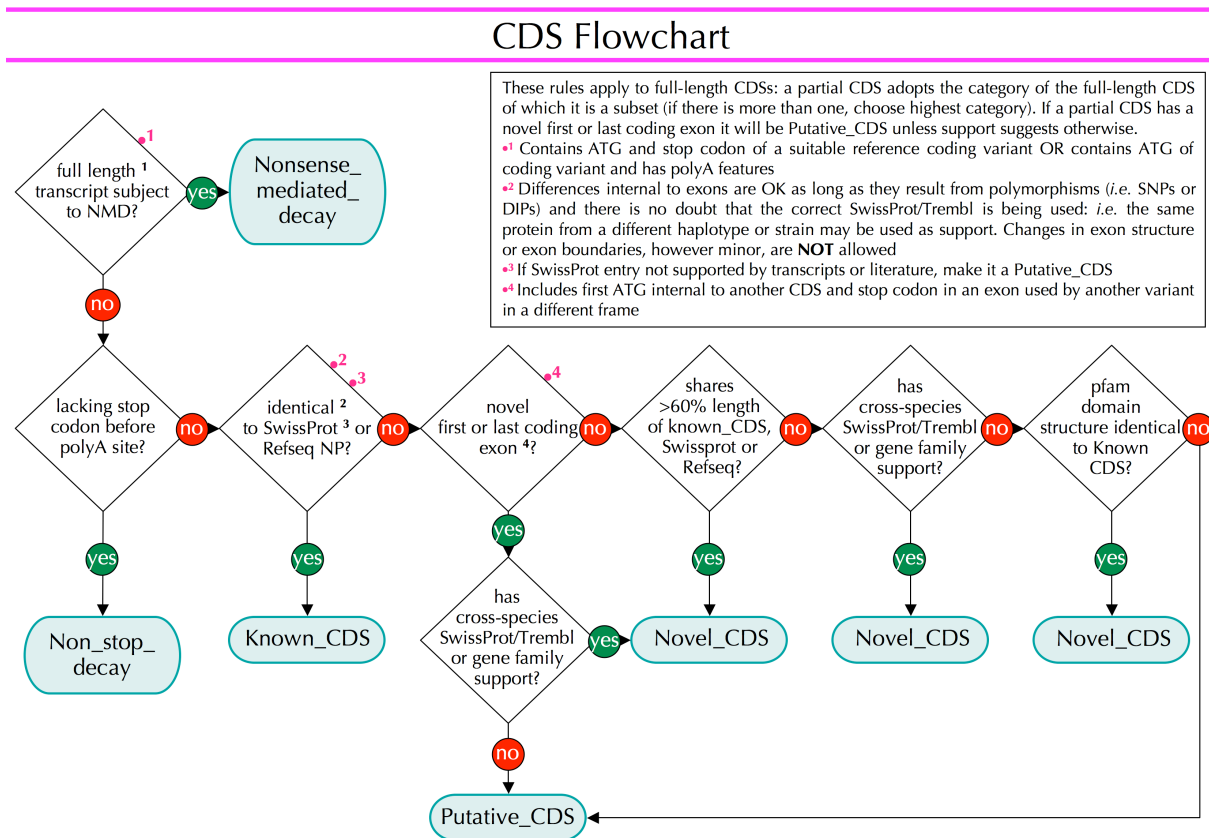 CDS Flowchart
These rules apply to full-length CDSs: a partial CDS adopts the category of the full-length CDS
of which it is a subset (if there is more than one, choose highest category). If a partial CDS has a
novel first or last coding exon it will be Putative_CDS unless support suggests otherwise.
•1 Contains ATG and stop codon of a suitable reference coding variant OR contains ATG of
coding variant and has polyA features
•2 Differences internal to exons are OK as long as they result from polymorphisms (i.e. SNPs or
DIPs) and there is no doubt that the correct SwissProt/Trembl is being used: i.e. the same
protein from a different haplotype or strain may be used as support. Changes in exon structure
or exon boundaries, however minor, are NOT allowed
•3 If SwissProt entry not supported by transcripts or literature, make it a Putative_CDS
•4 Includes first ATG internal to another CDS and stop codon in an exon used by another variant
in a different frame
•1
full length 1
transcript subject
to NMD?
yes
Nonsense_
mediated_
decay
no
lacking stop
codon before
polyA site?
no
•2
•3
identical 2
to SwissProt 3 or
Refseq NP?
no
•4
novel
first or last coding
exon 4?
no
shares
>60% length
of known_CDS,
Swissprot or
Refseq?
no
has
cross-species
SwissProt/Trembl
or gene family
support?
no
pfam
domain
structure identical
to Known
CDS?
no
yes
yes
yes
yes
yes
yes
Non_stop_
decay
Known_CDS
has
cross-species
SwissProt/Trembl
or gene family
support?
yes
Novel_CDS
Novel_CDS
Novel_CDS
no
Putative_CDS